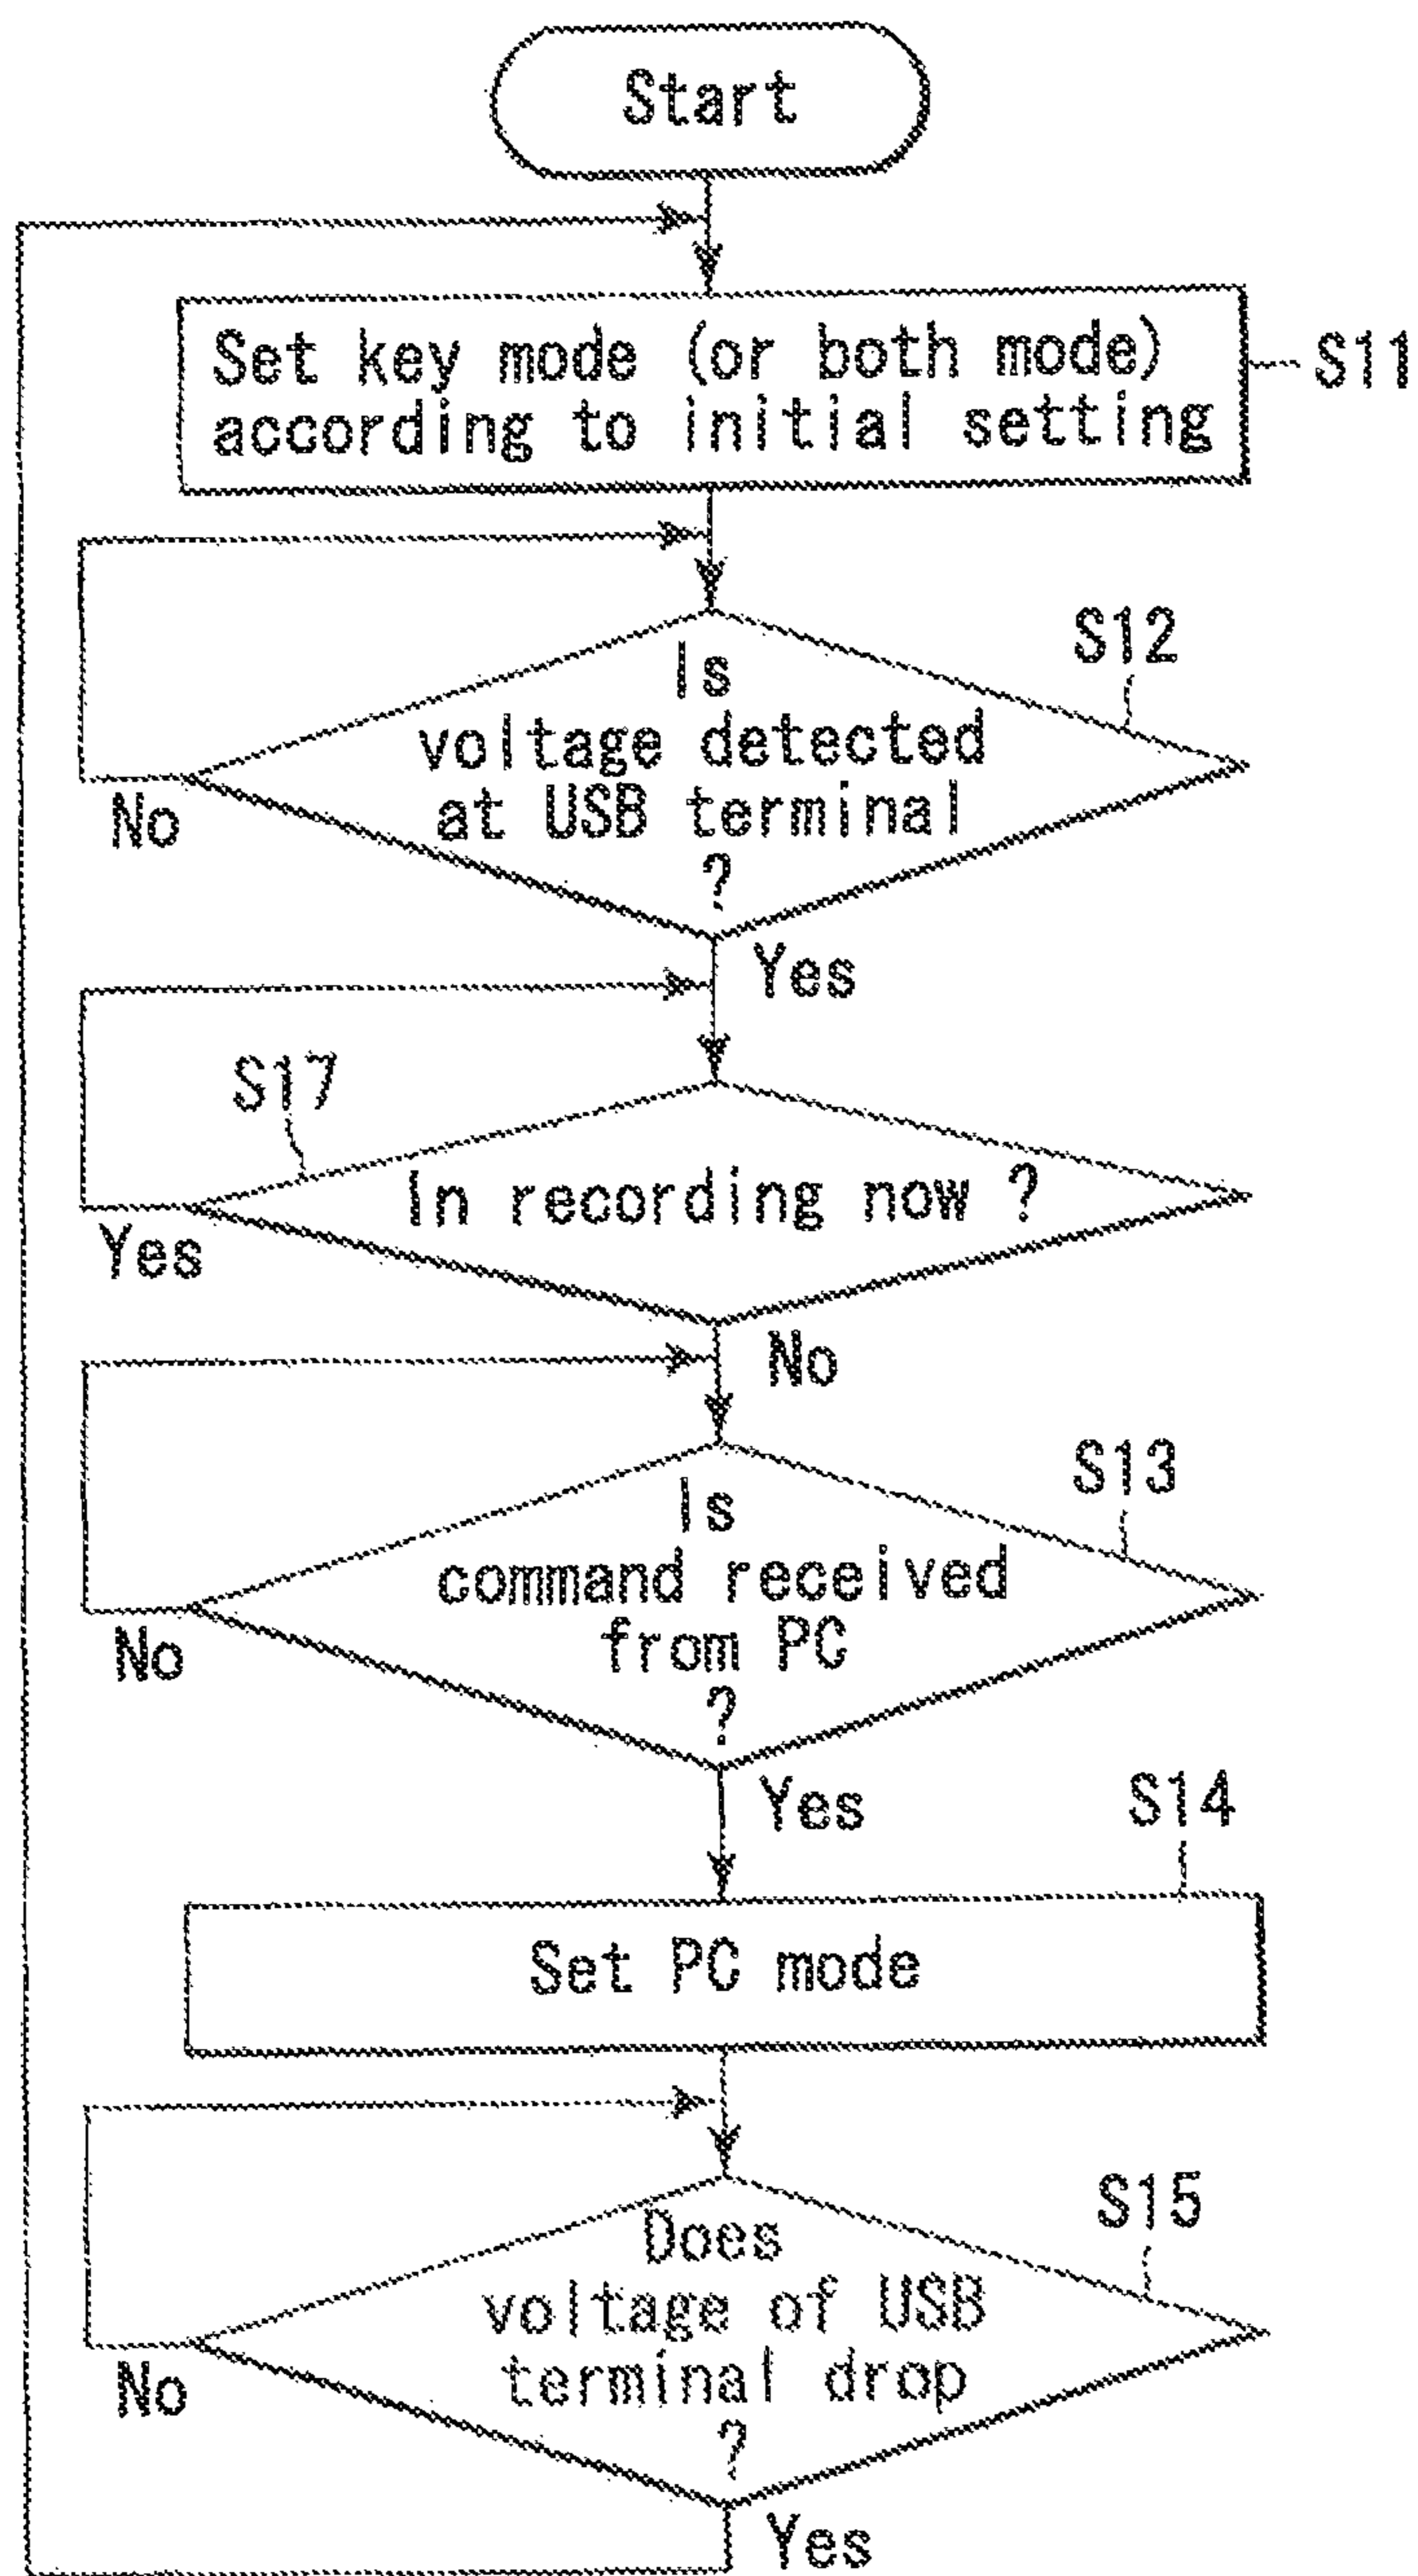 Start
Set key mode (or both mode)
according to initial setting
S11
S12
Is
voltage detected
at USB terminal
?
No
Yes
S17
In recording now ?
Yes
No
S13
Is
command received
from PC
?
No
Yes
S14
Set PC mode
S15
Does
voltage of USB
terminal drop
?
No
Yes